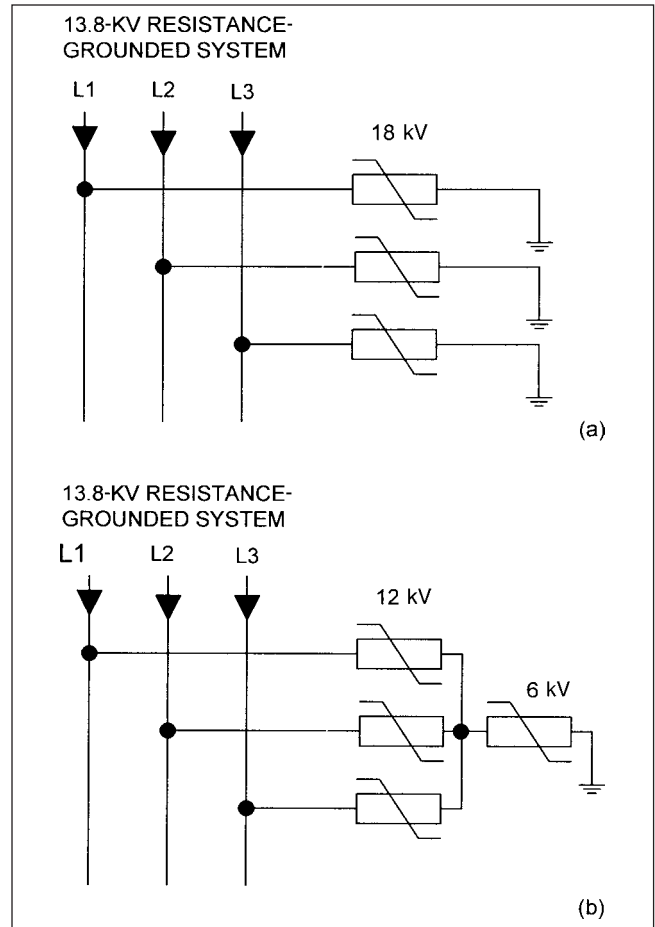 13.8-KV RESISTANCE-
GROUNDED SYSTEM
L1 L2 L3
18 kV
(a)
13.8-KV RESISTANCE-
GROUNDED SYSTEM
L1 L2 L3
12 kV
6 kV
(b)